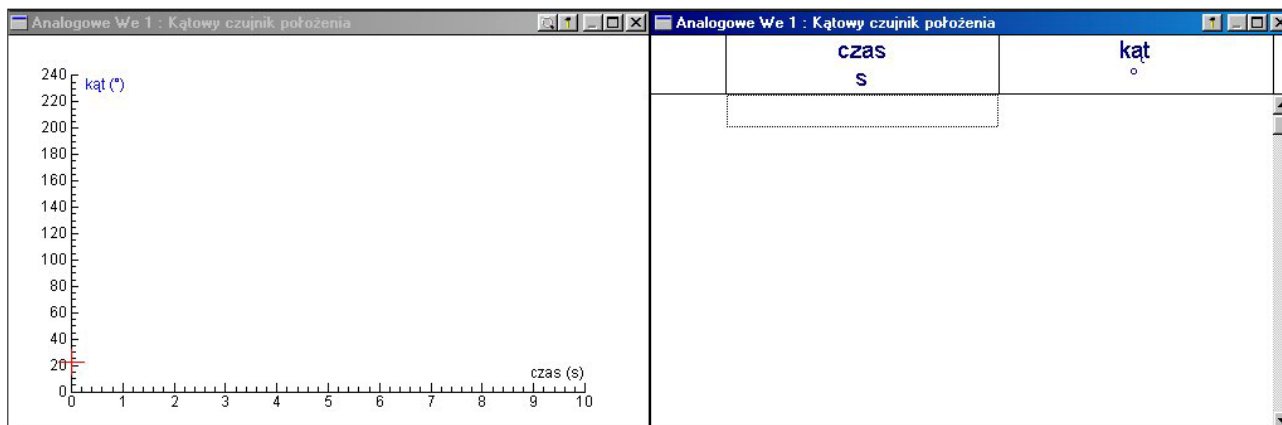 Analogowe We 1 : Kątowy czujnik położenia
240
kąt (°)
220
200
180
160
140
120
100
80
60
40
20
0
czas (s)
0 1 2 3 4 5 6 7 8 9 10
Analogowe We 1 : Kątowy czujnik położenia
czas kąt
s °